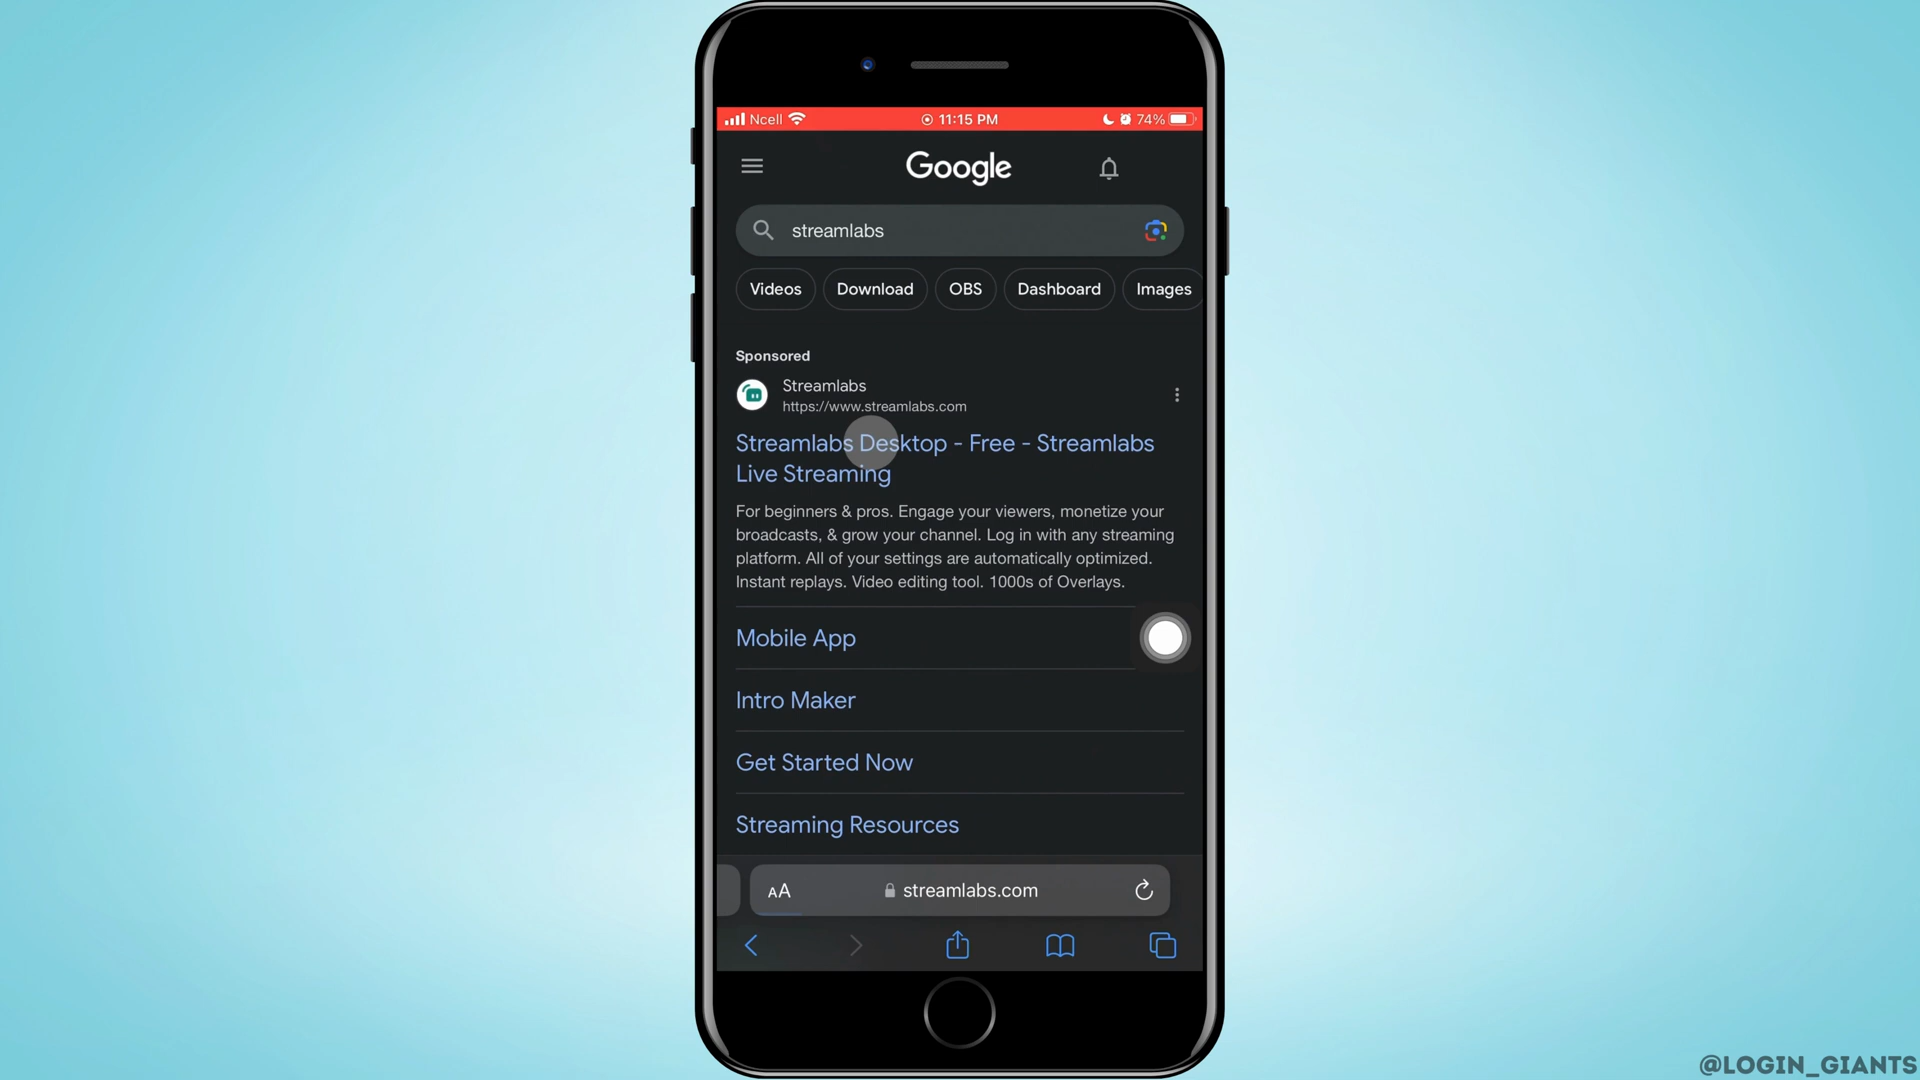 Ncell 11:15 PM 74%
Google
streamlabs
Videos Download OBS Dashboard Images
Sponsored
Streamlabs
https://www.streamlabs.com
Streamlabs Desktop - Free - Streamlabs
Live Streaming
For beginners & pros. Engage your viewers, monetize your
broadcasts, & grow your channel. Log in with any streaming
platform. All of your settings are automatically optimized.
Instant replays. Video editing tool. 1000s of Overlays.
Mobile App
Intro Maker
Get Started Now
Streaming Resources
AA streamlabs.com
@LOGIN_GIANTS